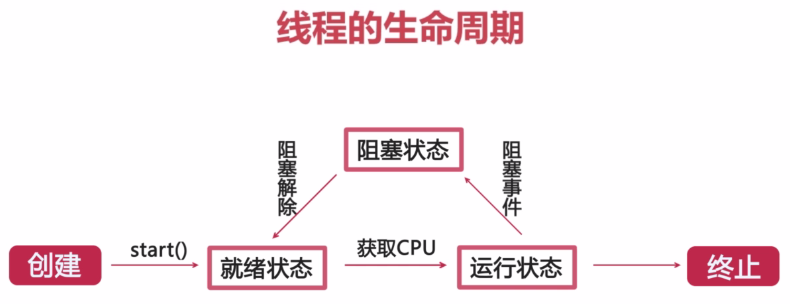 线程的生命周期
阻塞状态
阻塞解除
阻塞事件
创建
start()
就绪状态
获取CPU
运行状态
终止